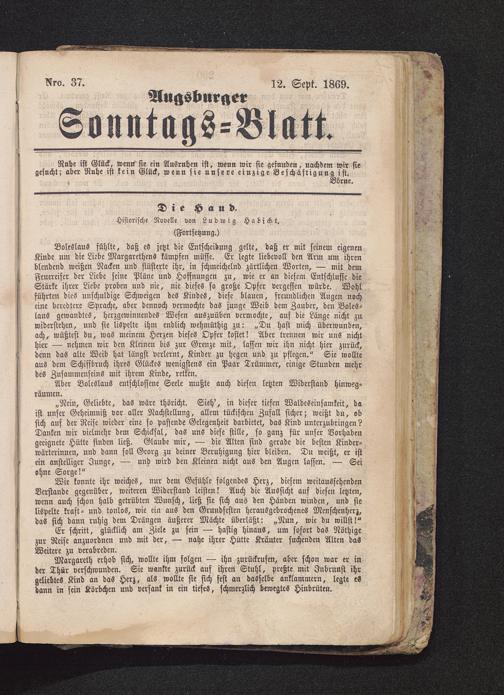 Nro. 37.
12. Sept. 1869.
Augsburger
Sonntags-Blatt.
Ruhe ist Glück, wenn sie ein Ausruhen ist, wenn wir sie gefunden, nachdem wir sie
gesucht; aber Ruhe ist kein Glück, wenn sie unsere einzige Beschäftigung ist.
Börne.
Die Hand.
Historische Novelle von Ludwig Habicht.
(Fortsetzung.)
Boleslaus fühlte, daß es jetzt die Entscheidung gelte, daß er mit seinem eigenen
Kinde um die Liebe Margarethens kämpfen müsse. Er legte liebevoll den Arm um ihren
blendend weißen Nacken und flüsterte ihr, in schmeichelnd zärtlichen Worten, — mit dem
Feuereifer der Liebe seine Pläne und Hoffnungen zu, wie er an diesem Entschlusse die
Stärke ihrer Liebe proben und nie, nie dieses so große Opfer vergessen würde. Wohl
führten dies unschuldige Schweigen des Kindes, diese blauen, freundlichen Augen noch
eine beredtere Sprache, aber dennoch vermochte das junge Weib dem Zauber, den Boles-
laus gewandtes, herzgewinnendes Wesen auszuüben vermochte, auf die Länge nicht zu
widerstehen, und sie lispelte ihm endlich wehmüthig zu: „Du hast mich überwunden,
ach, müßtest du, was meinem Herzen dieses Opfer kostet! Aber trennen wir uns nicht
hier — nehmen wir den Kleinen bis zur Grenze mit, lassen wir ihn nicht hier zurück,
denn das alte Weib hat längst verlernt, Kinder zu hegen und zu pflegen.“ Sie wollte
aus dem Schiffbruch ihres Glückes wenigstens ein Paar Trümmer, einige Stunden mehr
des Zusammenseins mit ihrem Kinde, retten.
Aber Boleslaus entschlossene Seele mußte auch diesen letzten Widerstand hinweg-
räumen.
„Nein, Geliebte, das wäre thöricht. Sieh', in dieser tiefen Waldeseinsamkeit, da
ist unser Geheimniß vor aller Nachstellung, allem tückischen Zufall sicher; weißt du, ob
sich auf der Reise wieder eine so passende Gelegenheit darbietet, das Kind unterzubringen?
Danken wir vielmehr dem Schicksal, das uns diese stille, so ganz für unser Vorhaben
geeignete Hütte finden ließ. Glaube mir, — die Alten sind gerade die besten Kinder-
wärterinnen, und dann soll Georg zu deiner Beruhigung hier bleiben. Du weißt, er ist
ein anstelliger Junge, — und wird den Kleinen nicht aus den Augen lassen. — Sei
ohne Sorge!“
Wie konnte ihr weiches, nur dem Gefühle folgendes Herz, diesem weitaussehenden
Verstande gegenüber, weiteren Widerstand leisten! Auch die Aussicht auf diesen letzten,
wenn auch schon halb getrübten Wunsch, ließ sie sich aus den Händen winden, und sie
lispelte kraft- und tonlos, wie ein aus den Grundfesten herausgebrochenes Menschenherz,
das sich dann ruhig dem Drängen äußerer Mächte überläßt: „Nun, wie du willst!“
Er schritt, glücklich am Ziele zu sein — hastig hinaus, um sofort das Nöthige
zur Reise anzuordnen und mit der, — nahe ihrer Hütte Kräuter suchenden Alten das
Weitere zu verabreden.
Margareth erhob sich, wollte ihm folgen — ihn zurückrufen, aber schon war er in
der Thür verschwunden. Sie wankte zurück auf ihren Stuhl, preßte mit Inbrunst ihr
geliebtes Kind an das Herz, als wollte sie sich fest an dasselbe anklammern, legte es
dann in sein Körbchen und versank in ein tiefes, schmerzlich bewegtes Hinbrüten.